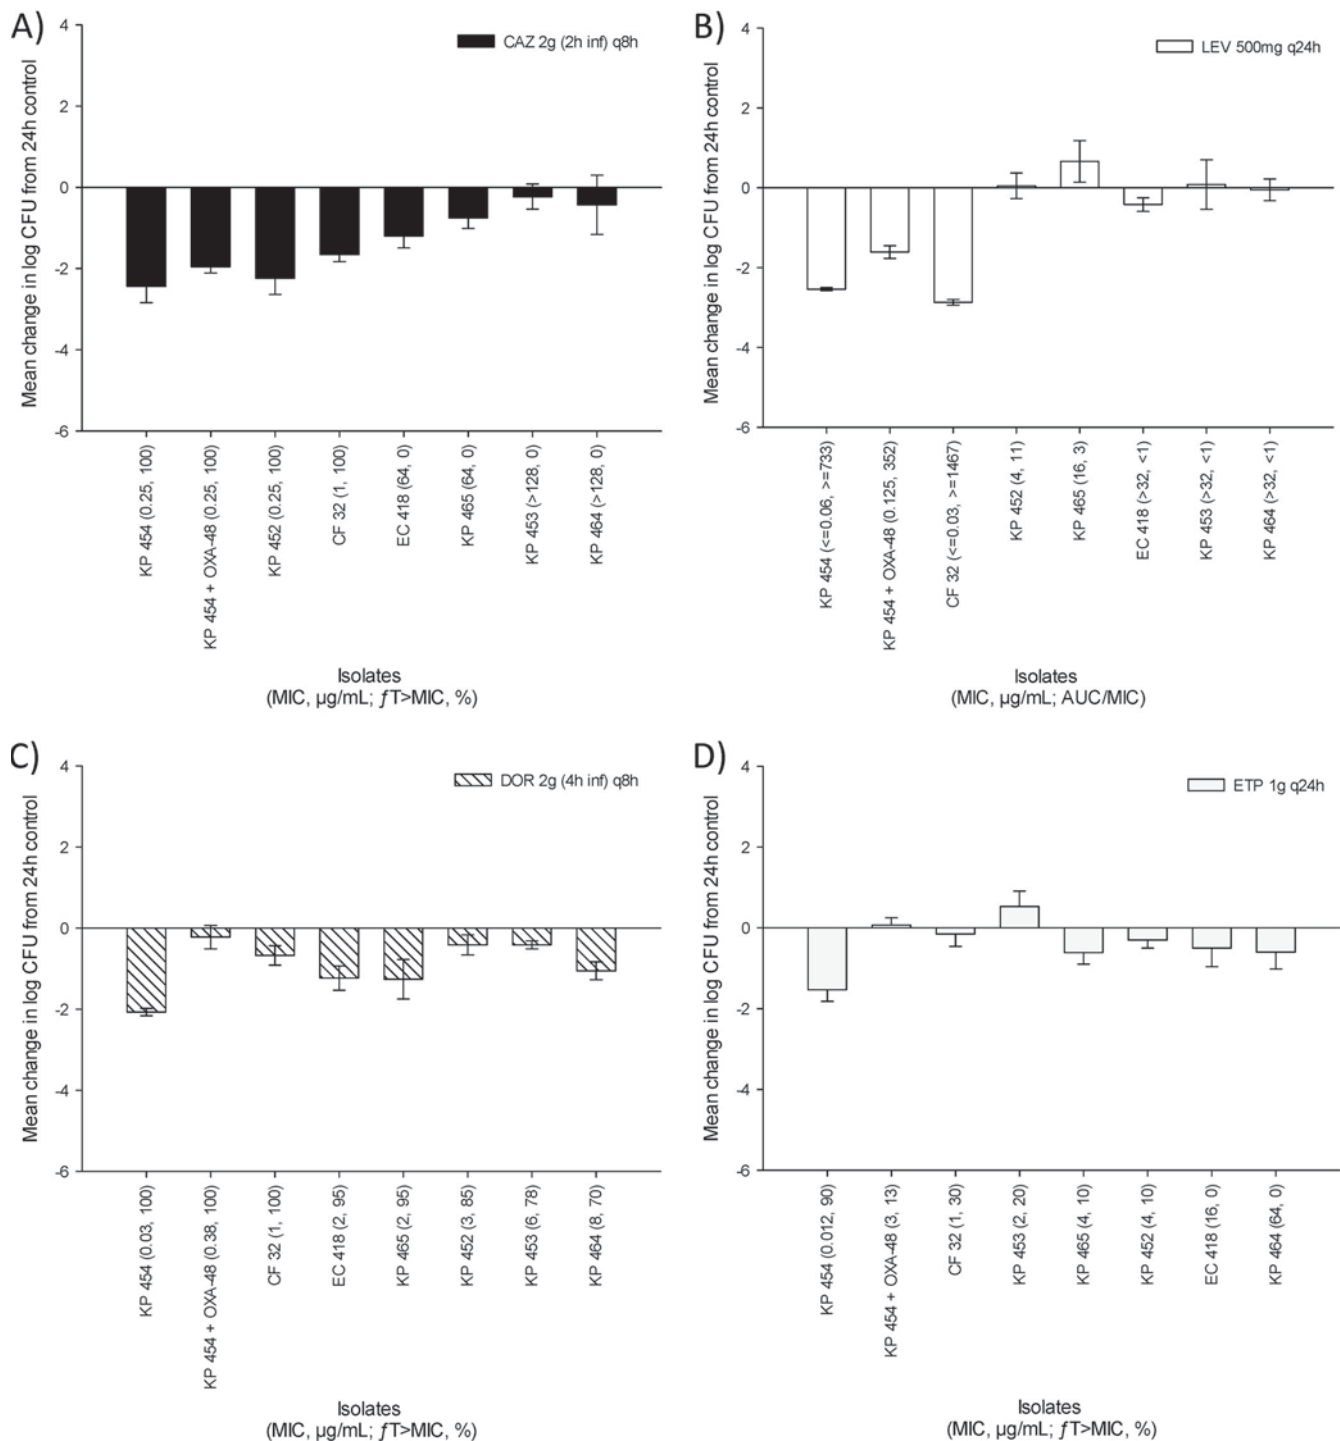 A)
CAZ 2g (2h inf) q8h
Mean change in log CFU from 24h control
4
2
0
-2
-4
-6
KP 454 (0.25, 100)
KP 454 + OXA-48 (0.25, 100)
KP 452 (0.25, 100)
CF 32 (1, 100)
EC 418 (64, 0)
KP 465 (64, 0)
KP 453 (>128, 0)
KP 464 (>128, 0)
Isolates
(MIC, µg/mL; ƒT>MIC, %)
B)
LEV 500mg q24h
Mean change in log CFU from 24h control
4
2
0
-2
-4
-6
KP 454 (<=0.06, >=733)
KP 454 + OXA-48 (0.125, 352)
CF 32 (<=0.03, >=1467)
KP 452 (4, 11)
KP 465 (16, 3)
EC 418 (>32, <1)
KP 453 (>32, <1)
KP 464 (>32, <1)
Isolates
(MIC, µg/mL; AUC/MIC)
C)
DOR 2g (4h inf) q8h
Mean change in log CFU from 24h control
4
2
0
-2
-4
-6
KP 454 (0.03, 100)
KP 454 + OXA-48 (0.38, 100)
CF 32 (1, 100)
EC 418 (2, 95)
KP 465 (2, 95)
KP 452 (3, 85)
KP 453 (6, 78)
KP 464 (8, 70)
Isolates
(MIC, µg/mL; ƒT>MIC, %)
D)
ETP 1g q24h
Mean change in log CFU from 24h control
4
2
0
-2
-4
-6
KP 454 (0.012, 90)
KP 454 + OXA-48 (3, 13)
CF 32 (1, 30)
KP 453 (2, 20)
KP 465 (4, 10)
KP 452 (4, 10)
EC 418 (16, 0)
KP 464 (64, 0)
Isolates
(MIC, µg/mL; ƒT>MIC, %)